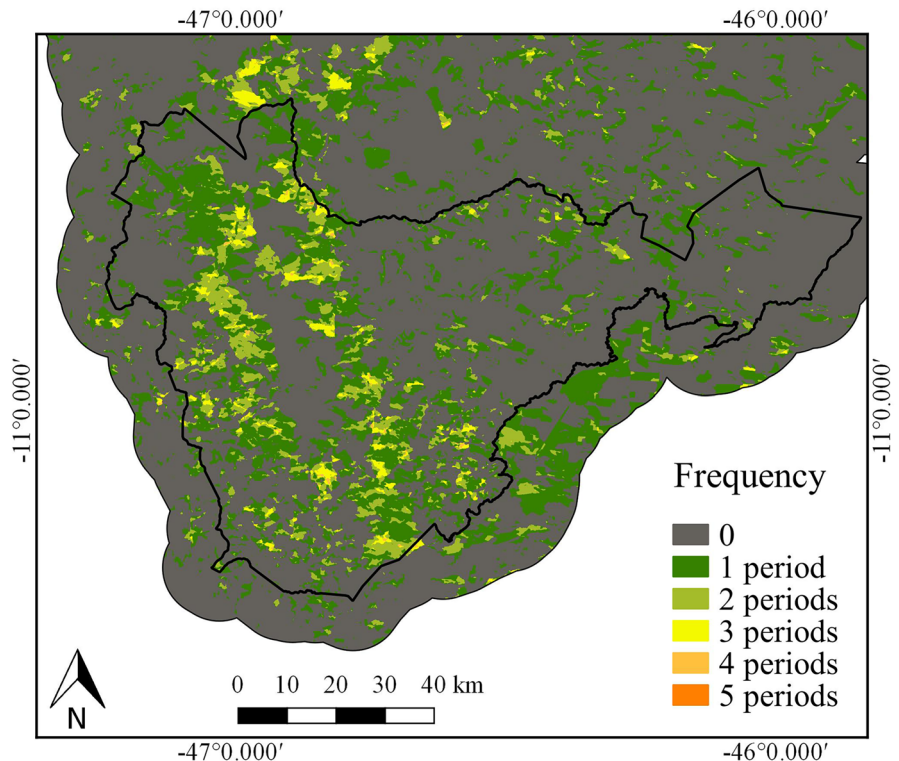 -47°0.000′ -46°0.000′
-11°0.000′ -11°0.000′
Frequency
0
1 period
2 periods
3 periods
4 periods
5 periods
0 10 20 30 40 km
N
-47°0.000′ -46°0.000′